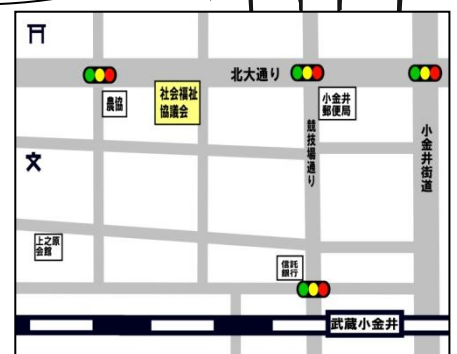 北大通り
農協
社会福祉
協議会
小金井
郵便局
競技場通り
小金井街道
文
上之原
会館
信託
銀行
武蔵小金井